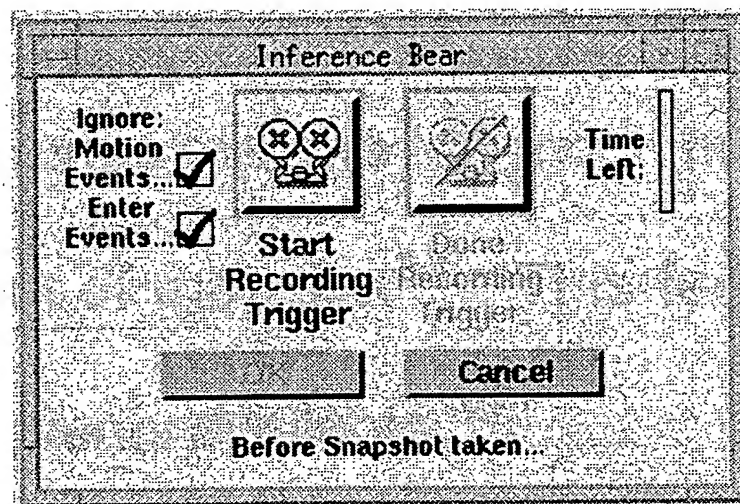 Inference Bear
Ignore:
Motion
Events...
Enter
Events...
Start
Recording
Trigger
Done
Recording
Trigger
Time
Left:
OK
Cancel
Before Snapshot taken...